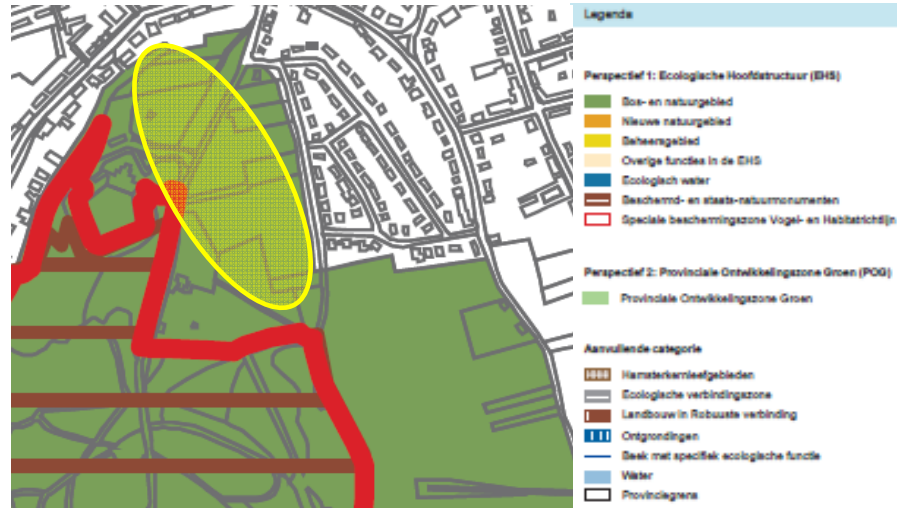 Legenda
Perspectief 1: Ecologische Hoofdstructuur (EHS)
Bos- en natuurgebied
Nieuwe natuurgebied
Beheersgebied
Overige functies in de EHS
Ecologisch water
Beschermd- en staats-natuurmonumenten
Speciale beschermingszone Vogel- en Habitatrichtlijn
Perspectief 2: Provinciale Ontwikkelingszone Groen (POG)
Provinciale Ontwikkelingszone Groen
Aanvullende categorie
Hamsterkernleefgebieden
Ecologische verbindingszone
Landbouw in Robuuste verbinding
Ontgrondingen
Beek met specifiek ecologische functie
Water
Provinciegrens